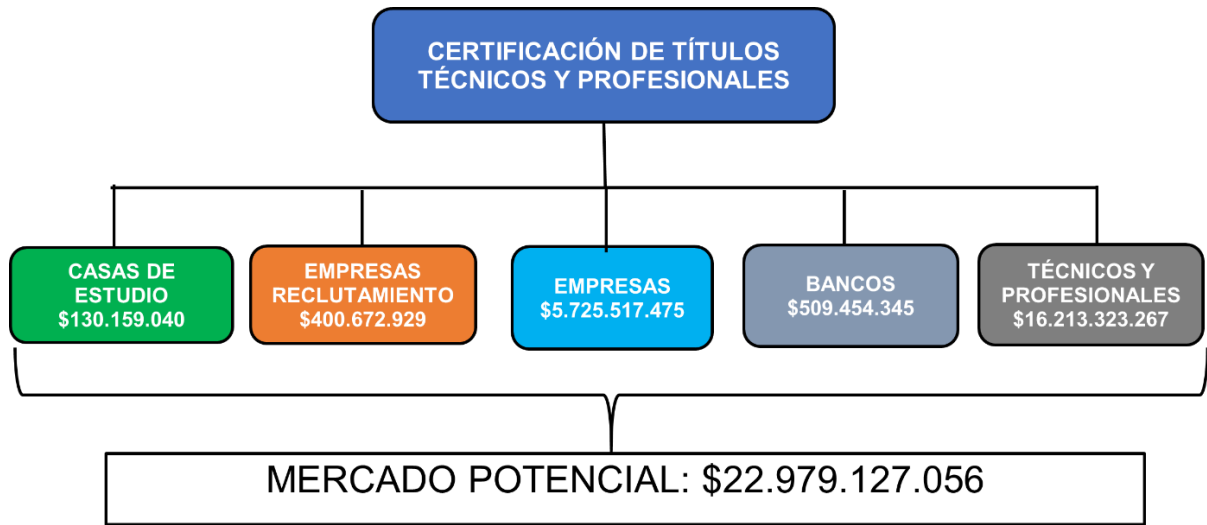 CERTIFICACIÓN DE TÍTULOS
TÉCNICOS Y PROFESIONALES
CASAS DE
ESTUDIO
$130.159.040
EMPRESAS
RECLUTAMIENTO
$400.672.929
EMPRESAS
$5.725.517.475
BANCOS
$509.454.345
TÉCNICOS Y
PROFESIONALES
$16.213.323.267
MERCADO POTENCIAL: $22.979.127.056